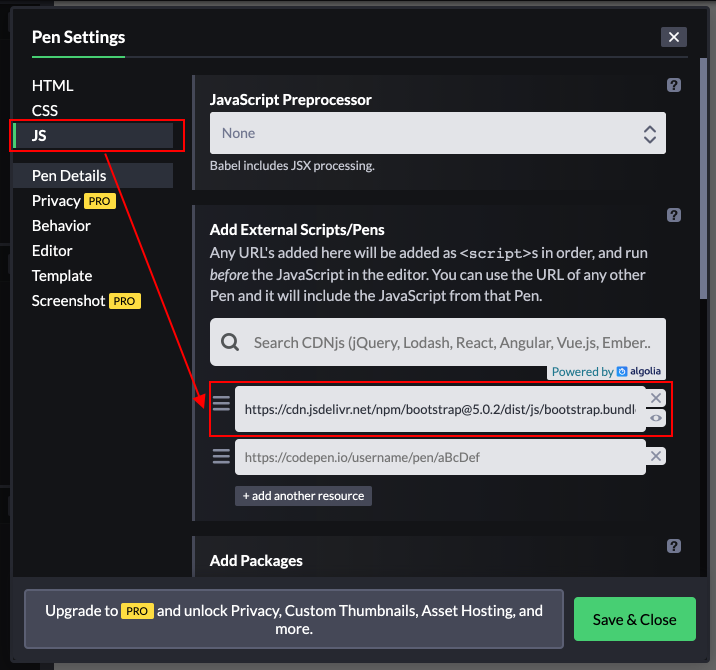 Pen Settings
HTML
CSS
JS
Pen Details
Privacy PRO
Behavior
Editor
Template
Screenshot PRO
JavaScript Preprocessor
None
Babel includes JSX processing.
Add External Scripts/Pens
Any URL's added here will be added as <script>s in order, and run
before the JavaScript in the editor. You can use the URL of any other
Pen and it will include the JavaScript from that Pen.
Search CDNjs (jQuery, Lodash, React, Angular, Vue.js, Ember..
Powered by algolia
https://cdn.jsdelivr.net/npm/bootstrap@5.0.2/dist/js/bootstrap.bundl
https://codepen.io/username/pen/aBcDef
+ add another resource
Add Packages
Upgrade to PRO and unlock Privacy, Custom Thumbnails, Asset Hosting, and
more.
Save & Close